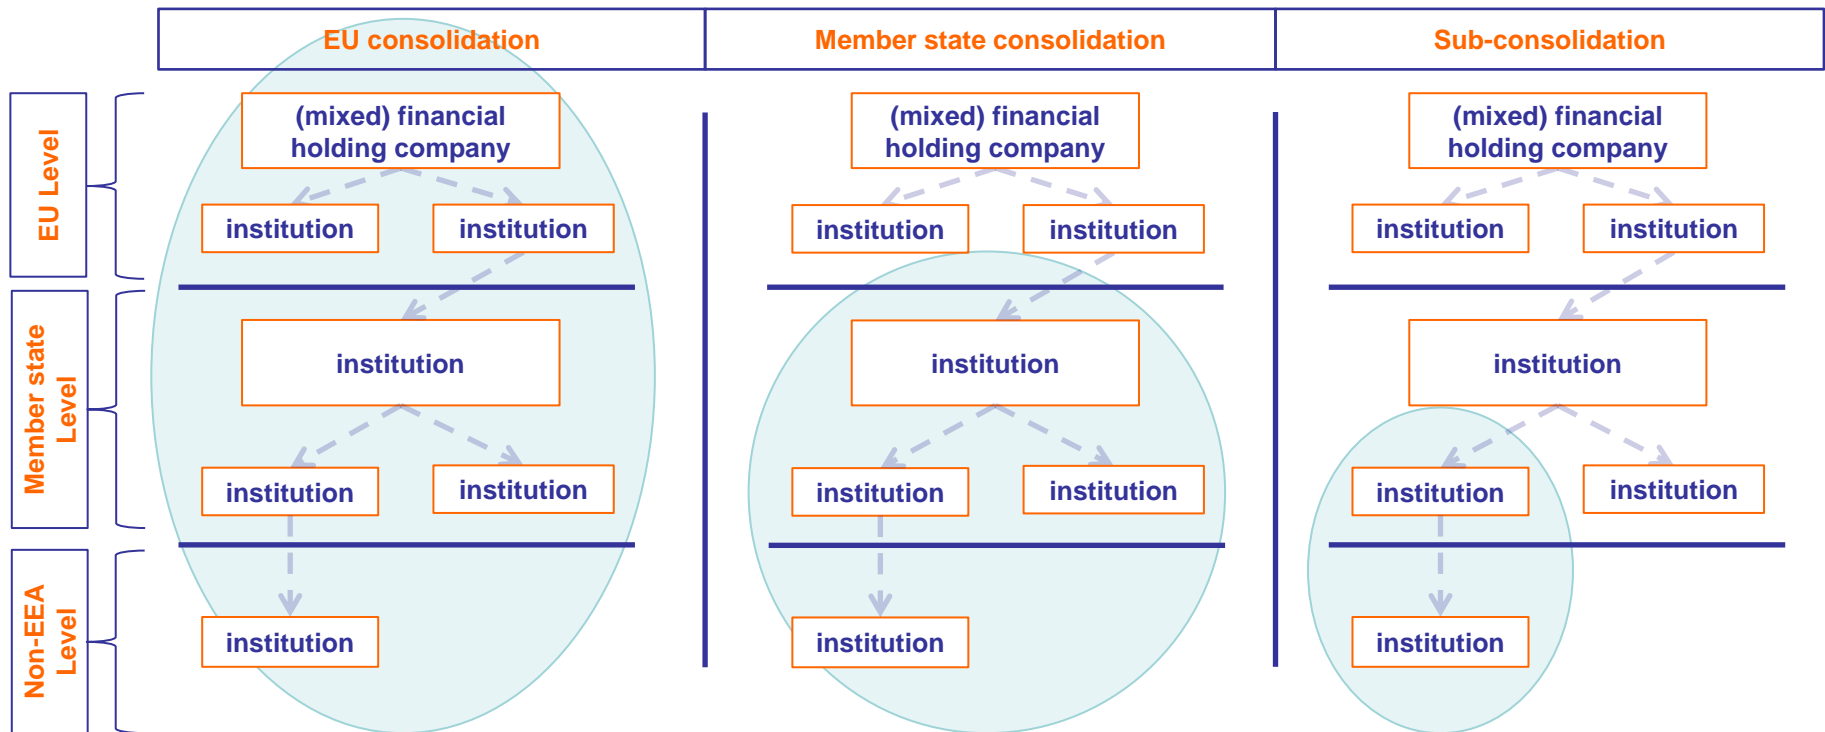 EU consolidation
Member state consolidation
Sub-consolidation
EU Level
(mixed) financial
holding company
(mixed) financial
holding company
(mixed) financial
holding company
institution
institution
institution
institution
institution
institution
Member state
Level
institution
institution
institution
institution
institution
institution
institution
institution
institution
Non-EEA
Level
institution
institution
institution